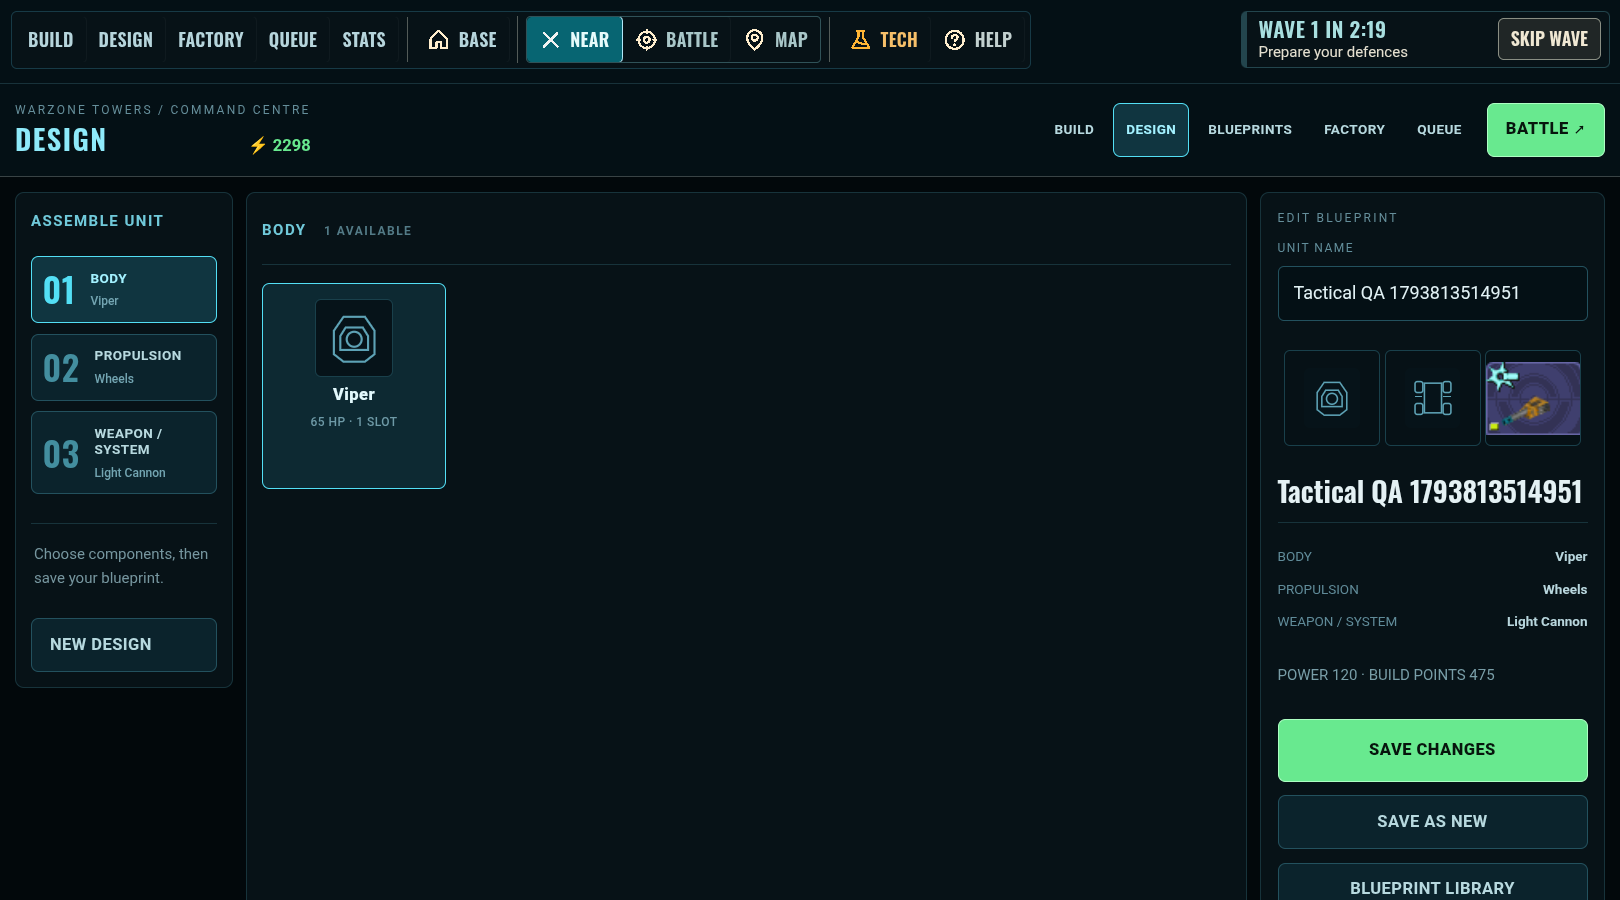 BUILD DESIGN FACTORY QUEUE STATS BASE NEAR BATTLE MAP TECH HELP
WAVE 1 IN 2:19
Prepare your defences
SKIP WAVE
WARZONE TOWERS / COMMAND CENTRE
DESIGN
⚡ 2298
BUILD DESIGN BLUEPRINTS FACTORY QUEUE BATTLE ↗
ASSEMBLE UNIT
01 BODY
Viper
02 PROPULSION
Wheels
03 WEAPON /
SYSTEM
Light Cannon
Choose components, then
save your blueprint.
NEW DESIGN
BODY 1 AVAILABLE
Viper
65 HP · 1 SLOT
EDIT BLUEPRINT
UNIT NAME
Tactical QA 1793813514951
Tactical QA 1793813514951
BODY Viper
PROPULSION Wheels
WEAPON / SYSTEM Light Cannon
POWER 120 · BUILD POINTS 475
SAVE CHANGES
SAVE AS NEW
BLUEPRINT LIBRARY